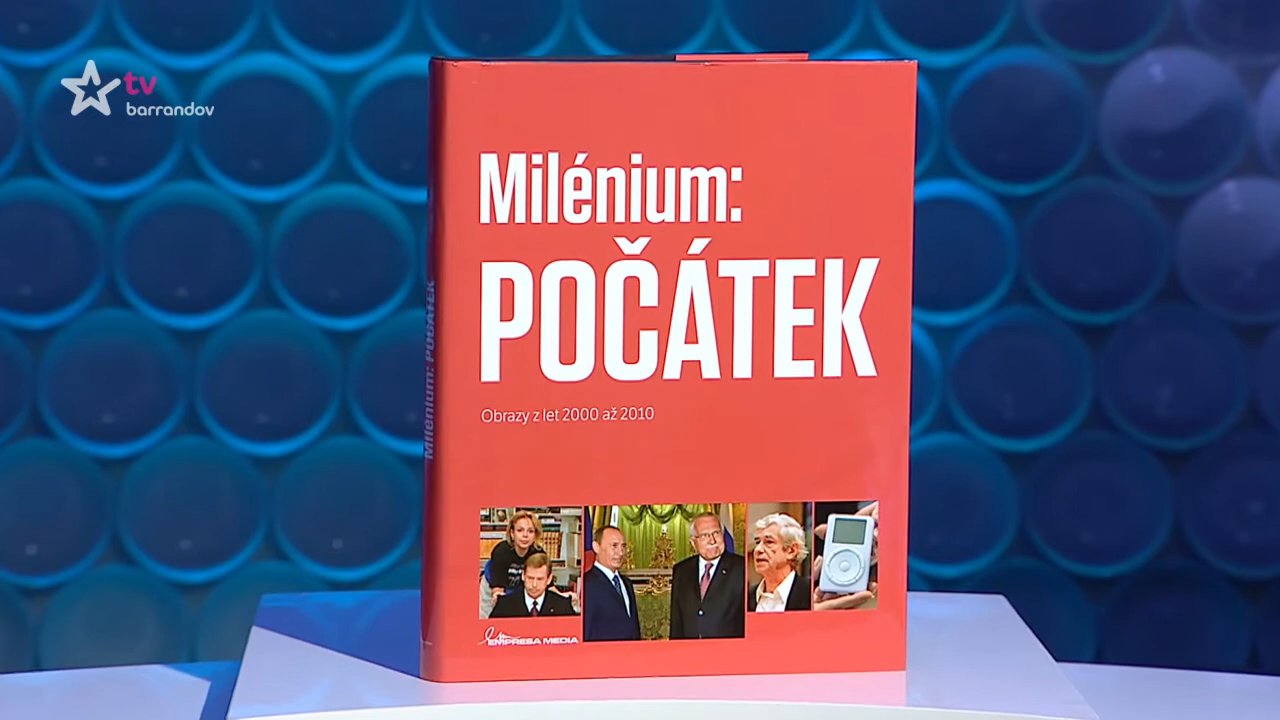 tv
barrandov
Milénium:
POČÁTEK
Obrazy z let 2000 až 2010
EMPRESA MEDIA
Milénium: POČÁTEK